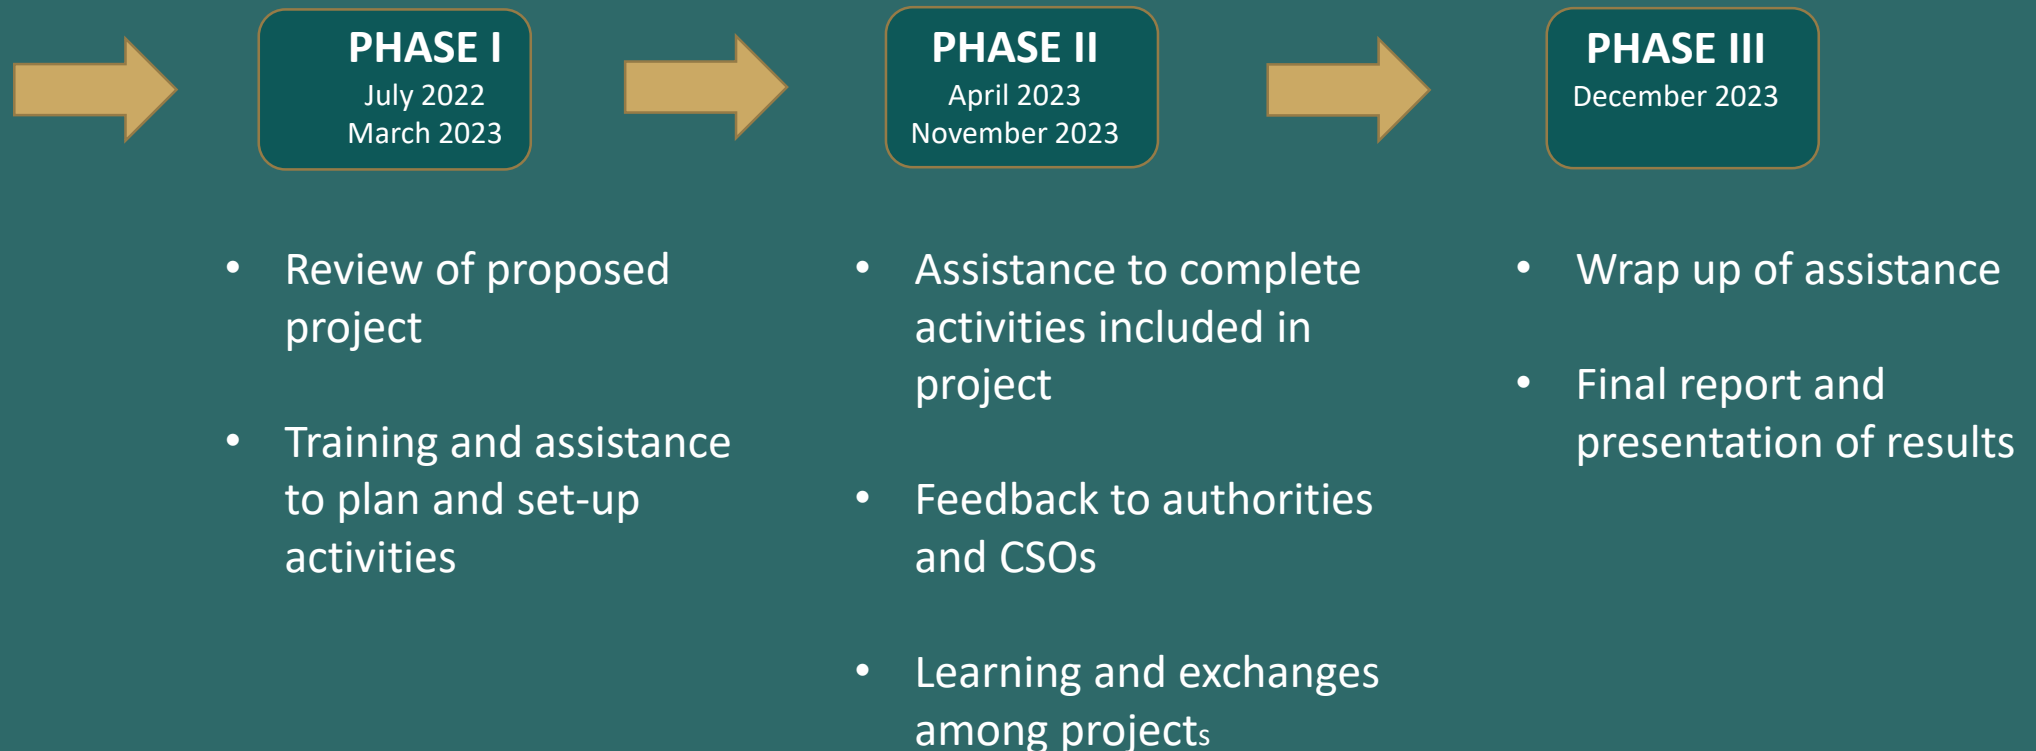 PHASE I
July 2022
March 2023
PHASE II
April 2023
November 2023
PHASE III
December 2023
• Review of proposed
project
• Training and assistance
to plan and set-up
activities
• Assistance to complete
activities included in
project
• Feedback to authorities
and CSOs
• Learning and exchanges
among projects
• Wrap up of assistance
• Final report and
presentation of results